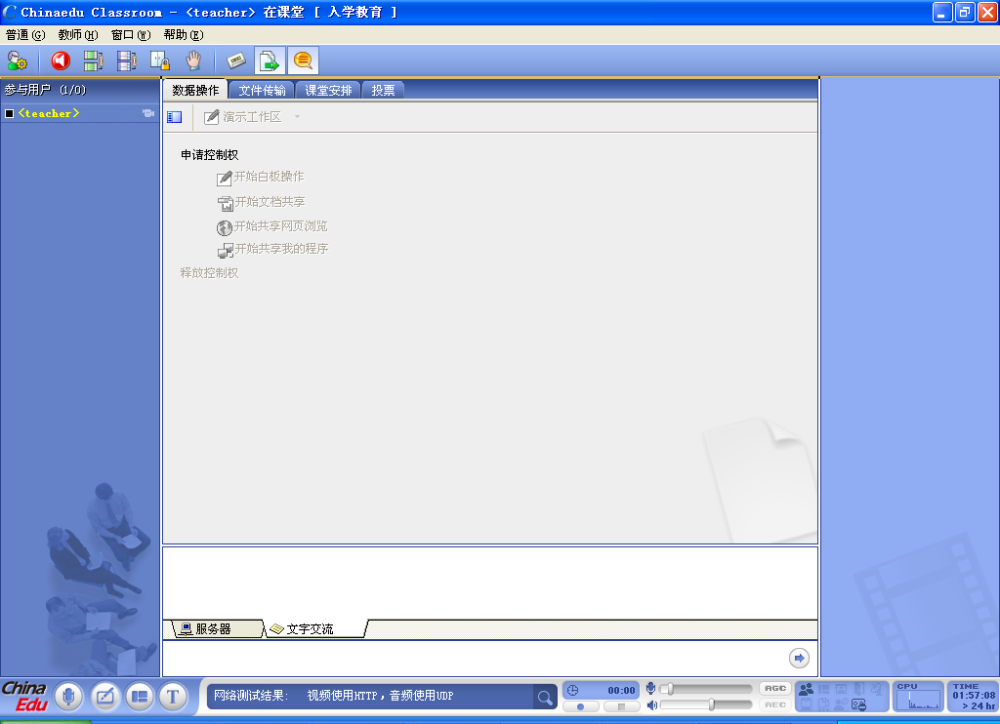 Chinaedu Classroom - <teacher> 在课堂 [ 入学教育 ]
普通(G) 教师(H) 窗口(W) 帮助(E)
参与用户 (1/0)
<teacher>
数据操作 文件传输 课堂安排 投票
演示工作区
申请控制权
开始白板操作
开始文档共享
开始共享网页浏览
开始共享我的程序
释放控制权
服务器 文字交流
China
Edu
T
网络测试结果: 视频使用HTTP，音频使用UDP
00:00
AGC
AEC
CPU
TIME
01:57:08
> 24 hr